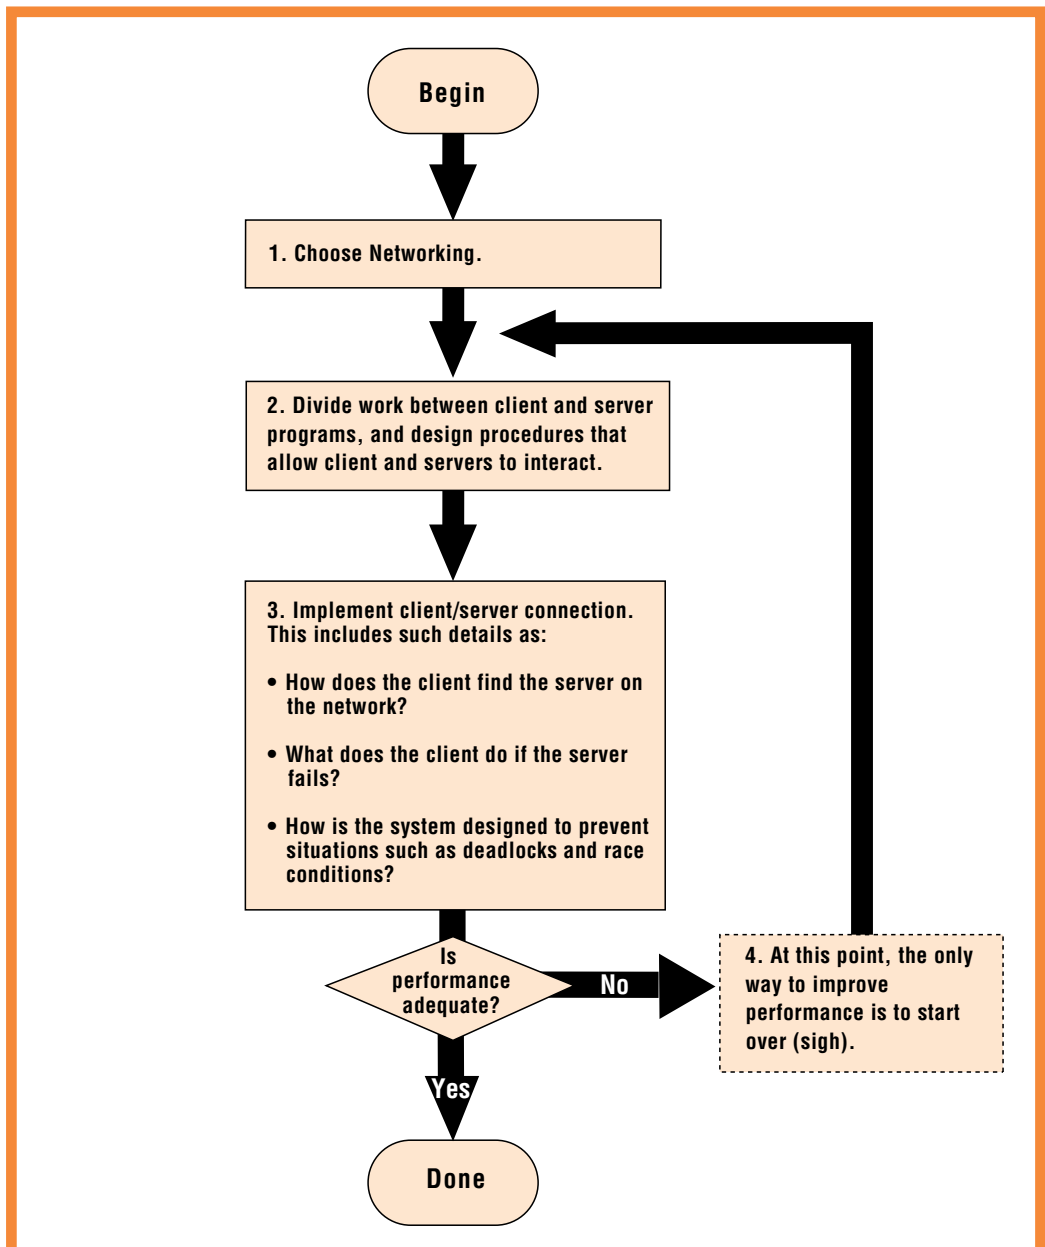 Begin
1. Choose Networking.
2. Divide work between client and server
programs, and design procedures that
allow client and servers to interact.
3. Implement client/server connection.
This includes such details as:
• How does the client find the server on
the network?
• What does the client do if the server
fails?
• How is the system designed to prevent
situations such as deadlocks and race
conditions?
Is
performance
adequate?
No
4. At this point, the only
way to improve
performance is to start
over (sigh).
Yes
Done